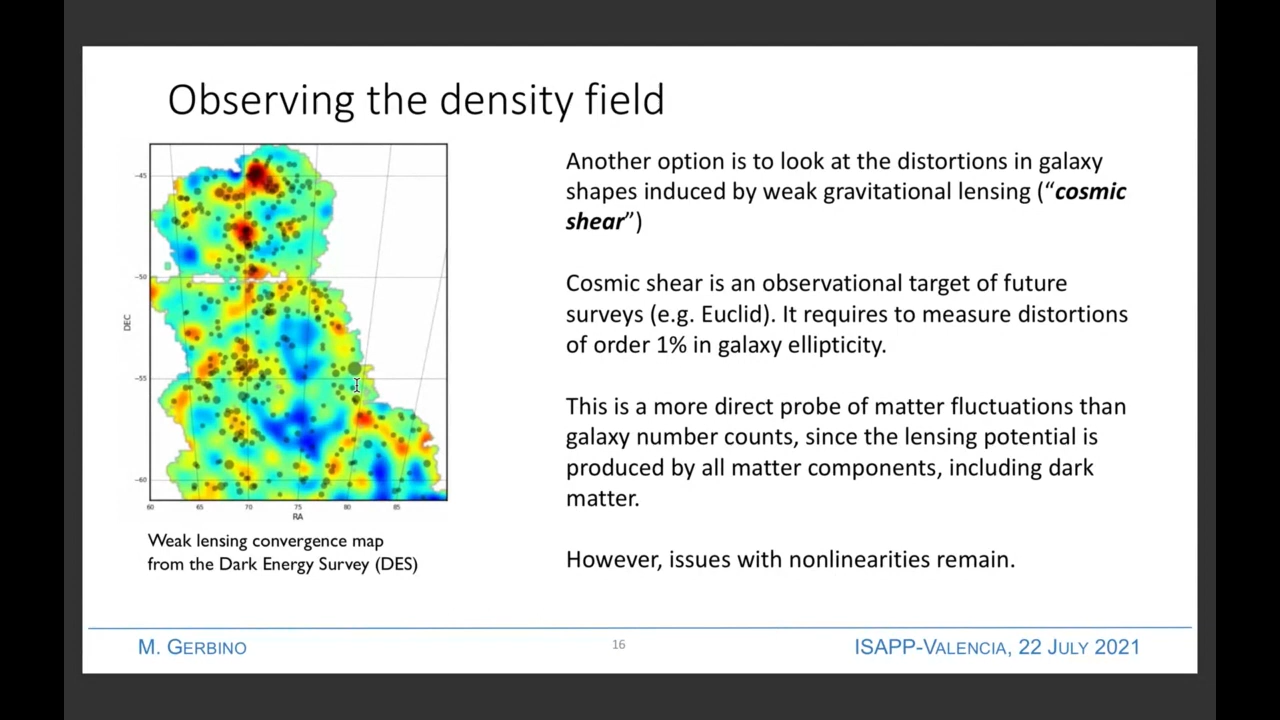 Observing the density field
-45
-50
-55
-60
DEC
60
65
70
75
80
85
RA
Weak lensing convergence map
from the Dark Energy Survey (DES)
Another option is to look at the distortions in galaxy
shapes induced by weak gravitational lensing (“cosmic
shear”)
Cosmic shear is an observational target of future
surveys (e.g. Euclid). It requires to measure distortions
of order 1% in galaxy ellipticity.
This is a more direct probe of matter fluctuations than
galaxy number counts, since the lensing potential is
produced by all matter components, including dark
matter.
However, issues with nonlinearities remain.
M. GERBINO
16
ISAPP-VALENCIA, 22 JULY 2021